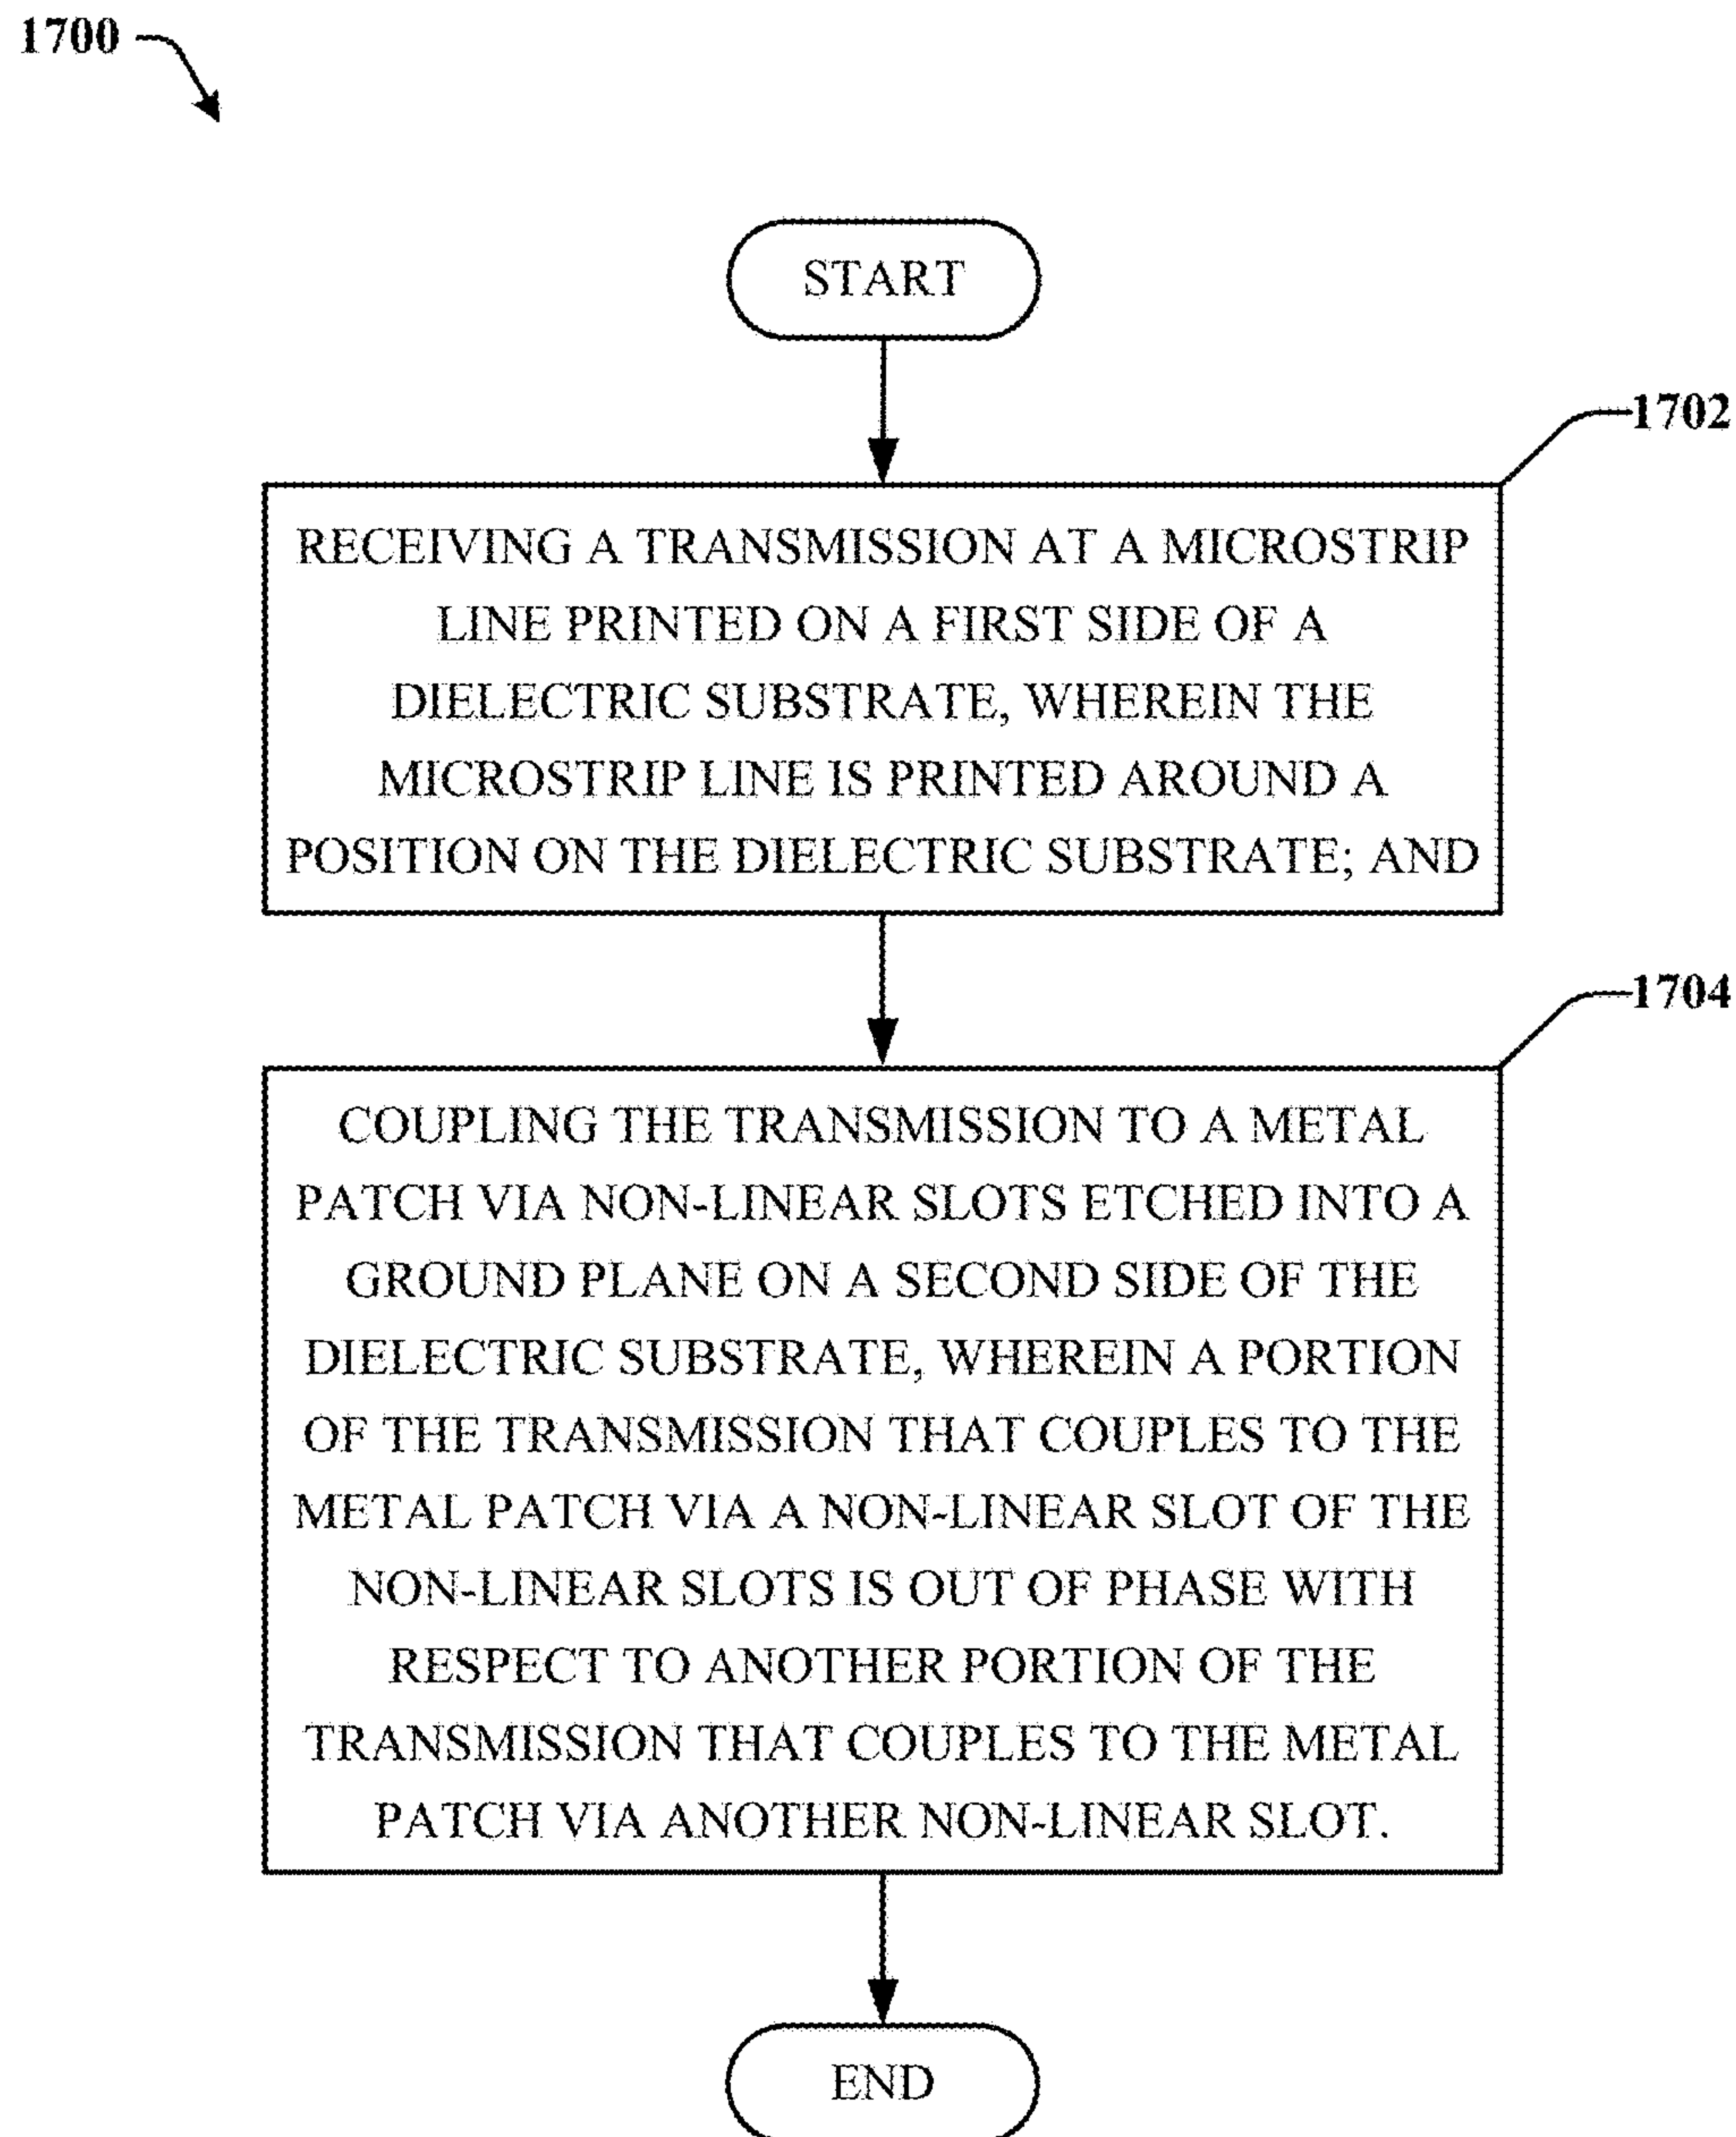 1700
START
1702
RECEIVING A TRANSMISSION AT A MICROSTRIP
LINE PRINTED ON A FIRST SIDE OF A
DIELECTRIC SUBSTRATE, WHEREIN THE
MICROSTRIP LINE IS PRINTED AROUND A
POSITION ON THE DIELECTRIC SUBSTRATE; AND
1704
COUPLING THE TRANSMISSION TO A METAL
PATCH VIA NON-LINEAR SLOTS ETCHED INTO A
GROUND PLANE ON A SECOND SIDE OF THE
DIELECTRIC SUBSTRATE, WHEREIN A PORTION
OF THE TRANSMISSION THAT COUPLES TO THE
METAL PATCH VIA A NON-LINEAR SLOT OF THE
NON-LINEAR SLOTS IS OUT OF PHASE WITH
RESPECT TO ANOTHER PORTION OF THE
TRANSMISSION THAT COUPLES TO THE METAL
PATCH VIA ANOTHER NON-LINEAR SLOT.
END